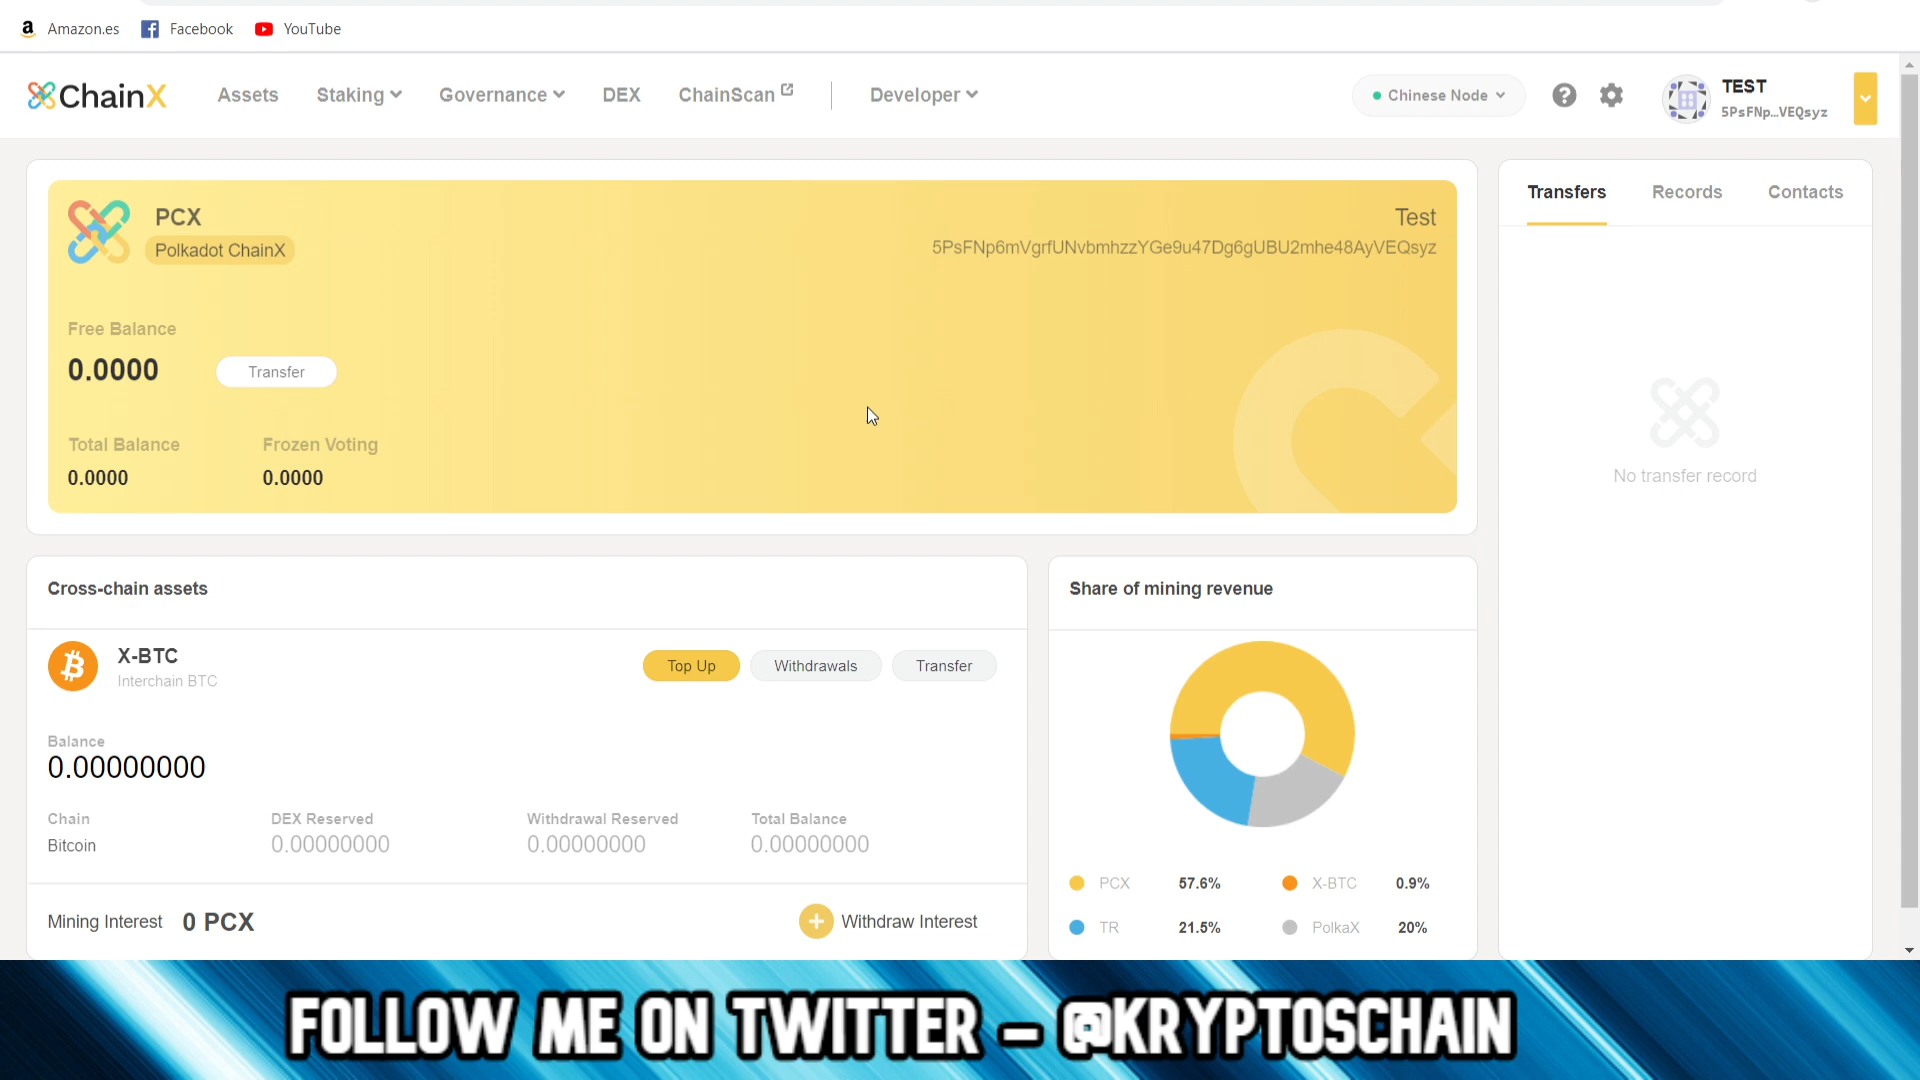 Amazon.es Facebook YouTube
ChainX Assets Staking Governance DEX ChainScan Developer Chinese Node TEST
5PsFNp...VEQsyz
PCX
Polkadot ChainX
Test
5PsFNp6mVgrfUNvbmhzzYGe9u47Dg6gUBU2mhe48AyVEQsyz
Free Balance
0.0000 Transfer
Total Balance Frozen Voting
0.0000 0.0000
Transfers Records Contacts
No transfer record
Cross-chain assets
X-BTC
Interchain BTC
Top Up Withdrawals Transfer
Balance
0.00000000
Chain DEX Reserved Withdrawal Reserved Total Balance
Bitcoin 0.00000000 0.00000000 0.00000000
Mining Interest 0 PCX Withdraw Interest
Share of mining revenue
PCX 57.6% X-BTC 0.9%
TR 21.5% PolkaX 20%
FOLLOW ME ON TWITTER - @KRYPTOSCHAIN